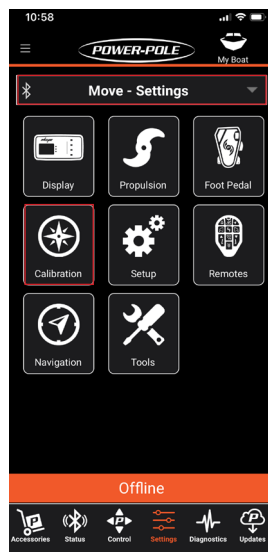 10:58
POWER-POLE
My Boat
Move - Settings
Display
Propulsion
Foot Pedal
Calibration
Setup
Remotes
Navigation
Tools
Offline
Accessories
Status
Control
Settings
Diagnostics
Updates